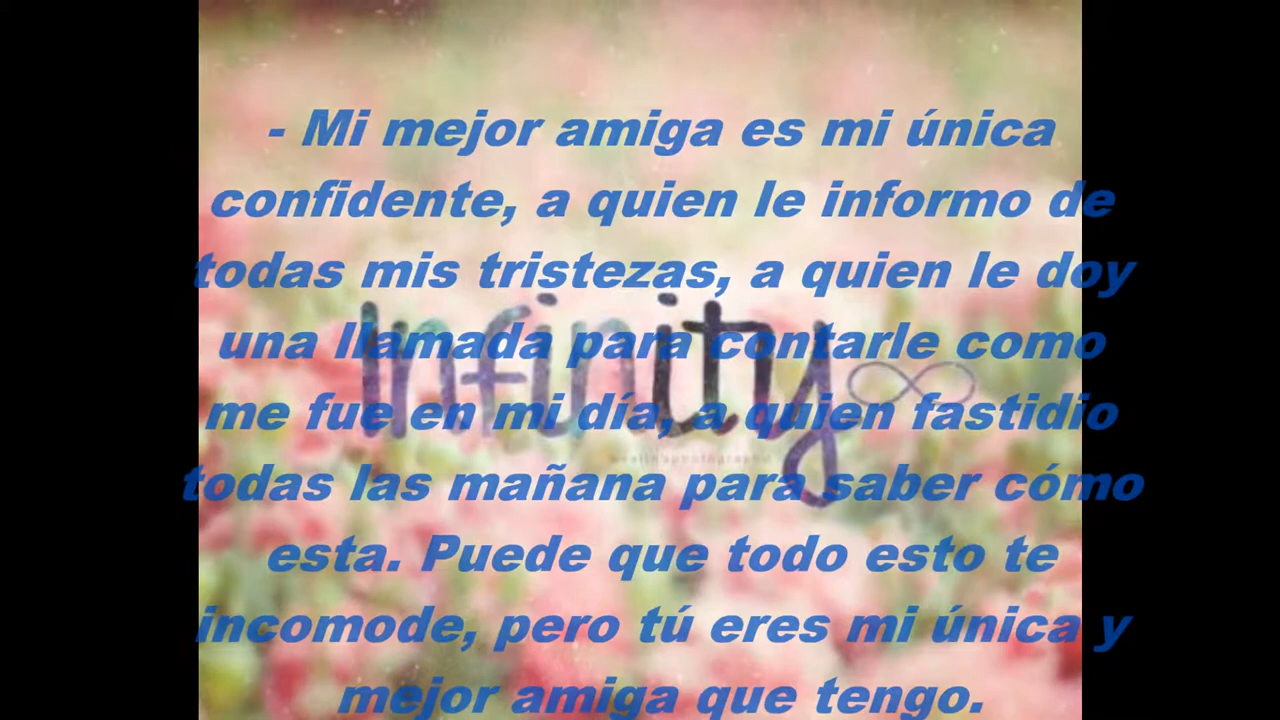 - Mi mejor amiga es mi única
confidente, a quien le informo de
todas mis tristezas, a quien le doy
una llamada para contarle como
me fue en mi día, a quien fastidio
todas las mañana para saber cómo
esta. Puede que todo esto te
incomode, pero tú eres mi única y
mejor amiga que tengo.
Infinity